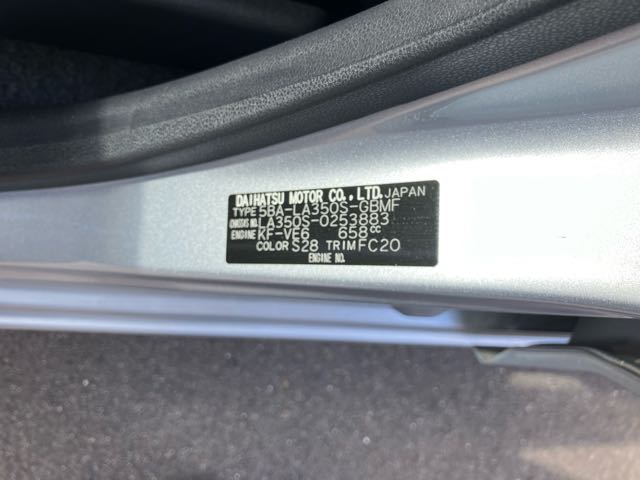 DAIHATSU MOTOR CO., LTD. JAPAN
TYPE 5BA-LA350S-GBMF
CHASSIS NO. LA350S-0253883
ENGINE KF-VE6 658cc
COLOR S28 TRIM FC20
ENGINE NO.